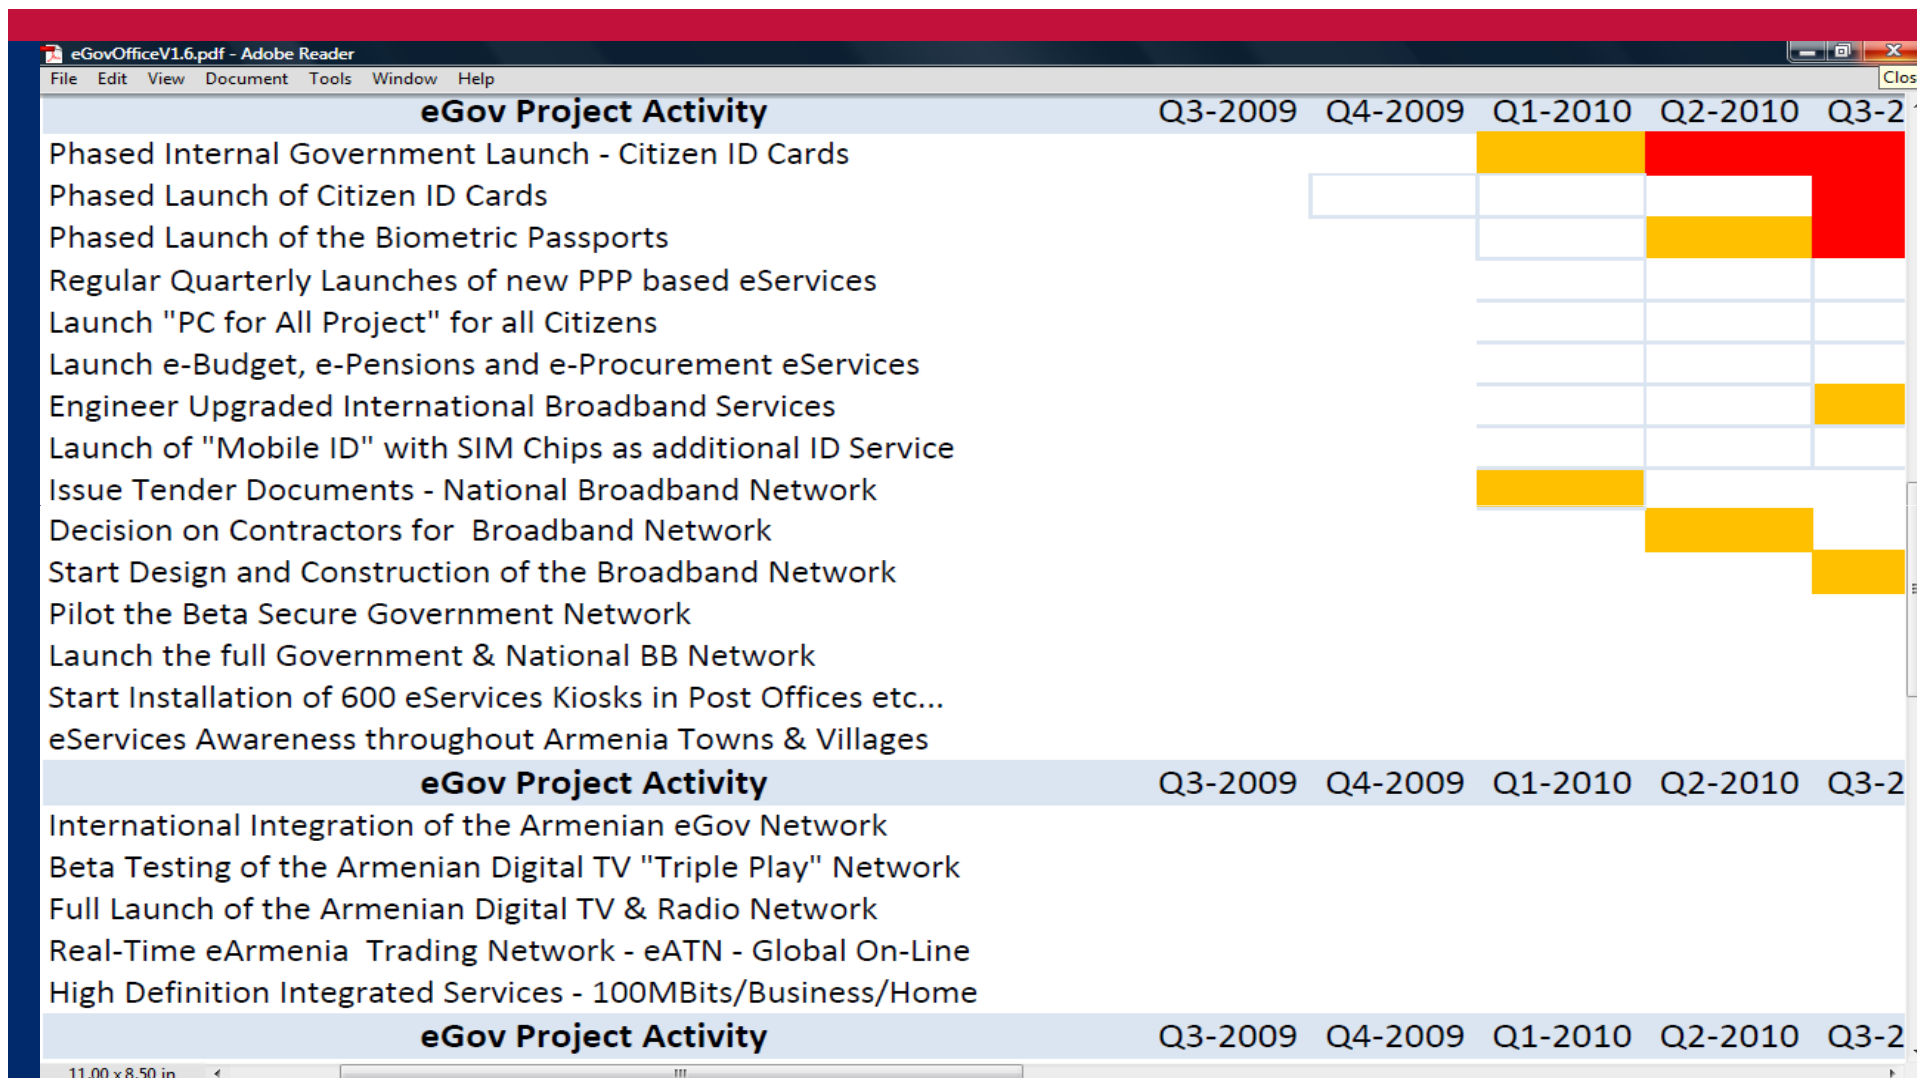 eGovOfficeV1.6.pdf - Adobe Reader
File Edit View Document Tools Window Help
Clos
eGov Project Activity Q3-2009 Q4-2009 Q1-2010 Q2-2010 Q3-2
Phased Internal Government Launch - Citizen ID Cards
Phased Launch of Citizen ID Cards
Phased Launch of the Biometric Passports
Regular Quarterly Launches of new PPP based eServices
Launch "PC for All Project" for all Citizens
Launch e-Budget, e-Pensions and e-Procurement eServices
Engineer Upgraded International Broadband Services
Launch of "Mobile ID" with SIM Chips as additional ID Service
Issue Tender Documents - National Broadband Network
Decision on Contractors for Broadband Network
Start Design and Construction of the Broadband Network
Pilot the Beta Secure Government Network
Launch the full Government & National BB Network
Start Installation of 600 eServices Kiosks in Post Offices etc...
eServices Awareness throughout Armenia Towns & Villages
eGov Project Activity Q3-2009 Q4-2009 Q1-2010 Q2-2010 Q3-2
International Integration of the Armenian eGov Network
Beta Testing of the Armenian Digital TV "Triple Play" Network
Full Launch of the Armenian Digital TV & Radio Network
Real-Time eArmenia Trading Network - eATN - Global On-Line
High Definition Integrated Services - 100MBits/Business/Home
eGov Project Activity Q3-2009 Q4-2009 Q1-2010 Q2-2010 Q3-2
11.00 x 8.50 in